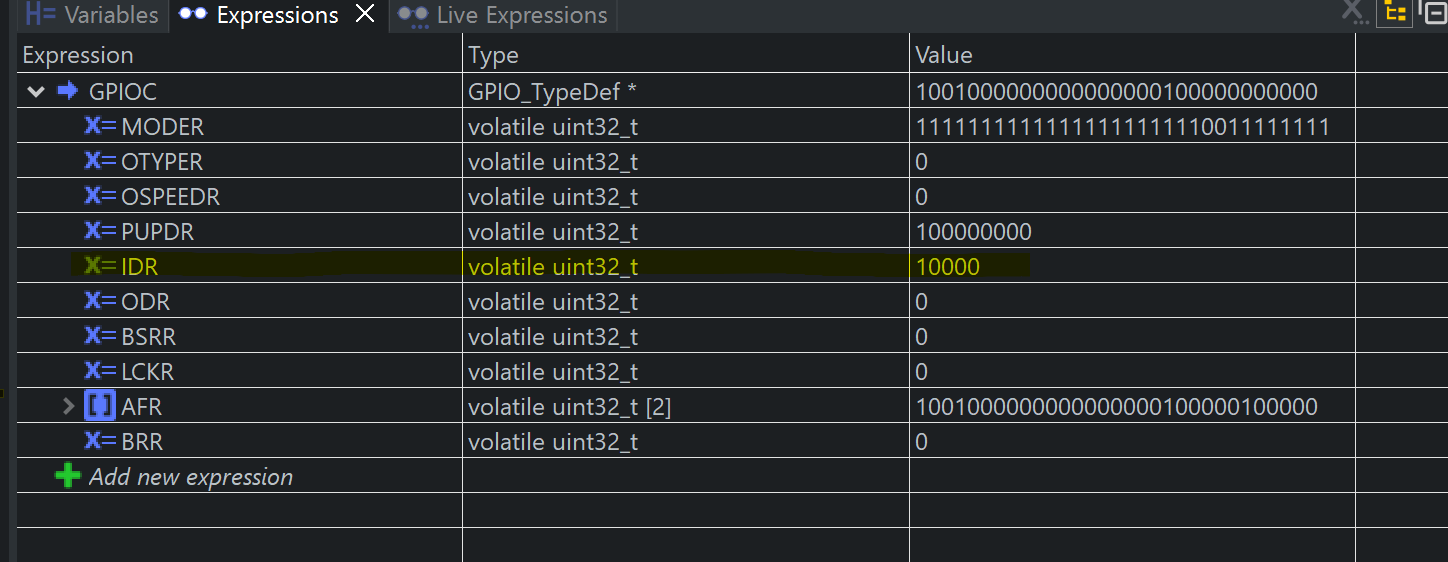 Variables Expressions Live Expressions
Expression Type Value
GPIOC GPIO_TypeDef * 1001000000000000000100000000000
MODER volatile uint32_t 11111111111111111111110011111111
OTYPER volatile uint32_t 0
OSPEEDR volatile uint32_t 0
PUPDR volatile uint32_t 100000000
IDR volatile uint32_t 10000
ODR volatile uint32_t 0
BSRR volatile uint32_t 0
LCKR volatile uint32_t 0
AFR volatile uint32_t [2] 1001000000000000000100000100000
BRR volatile uint32_t 0
Add new expression